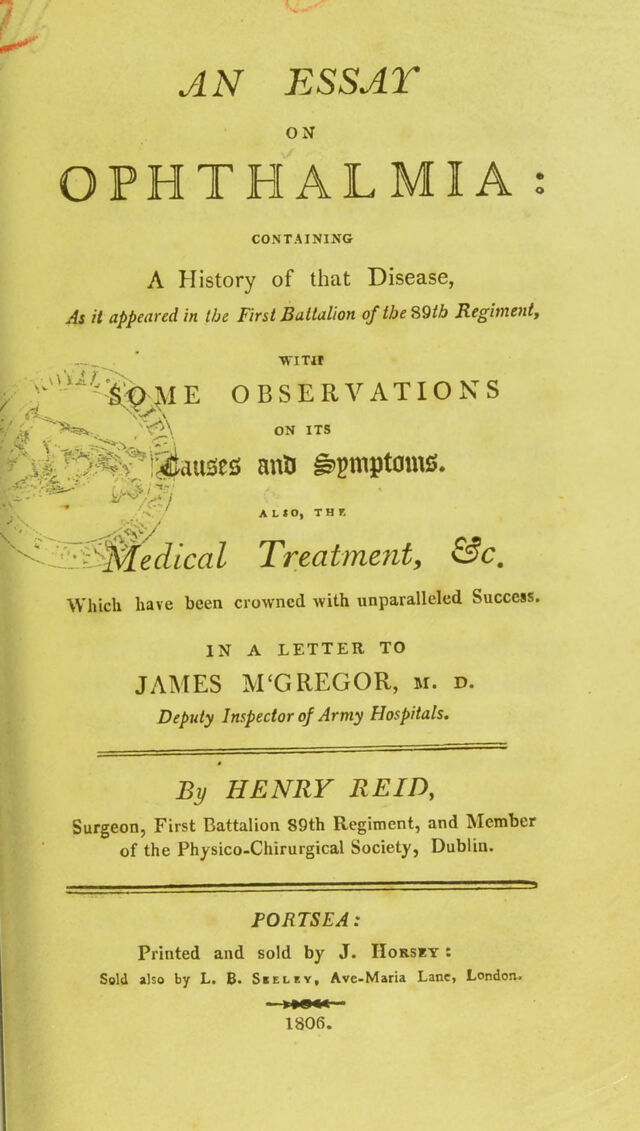 AN ESSAY
ON
OPHTHALMIA:
CONTAINING
A History of that Disease,
As it appeared in the First Battalion of the 89th Regiment,
WITH
SOME OBSERVATIONS
ON ITS
Causes and Symptoms.
ALSO, THE
Medical Treatment, &c.
Which have been crowned with unparalleled Success.
IN A LETTER TO
JAMES M‘GREGOR, M. D.
Deputy Inspector of Army Hospitals.
By HENRY REID,
Surgeon, First Battalion 89th Regiment, and Member
of the Physico-Chirurgical Society, Dublin.
PORTSEA:
Printed and sold by J. HORSEY:
Sold also by L. B. SEELEY, Ave-Maria Lane, London.
1806.
ROYAL